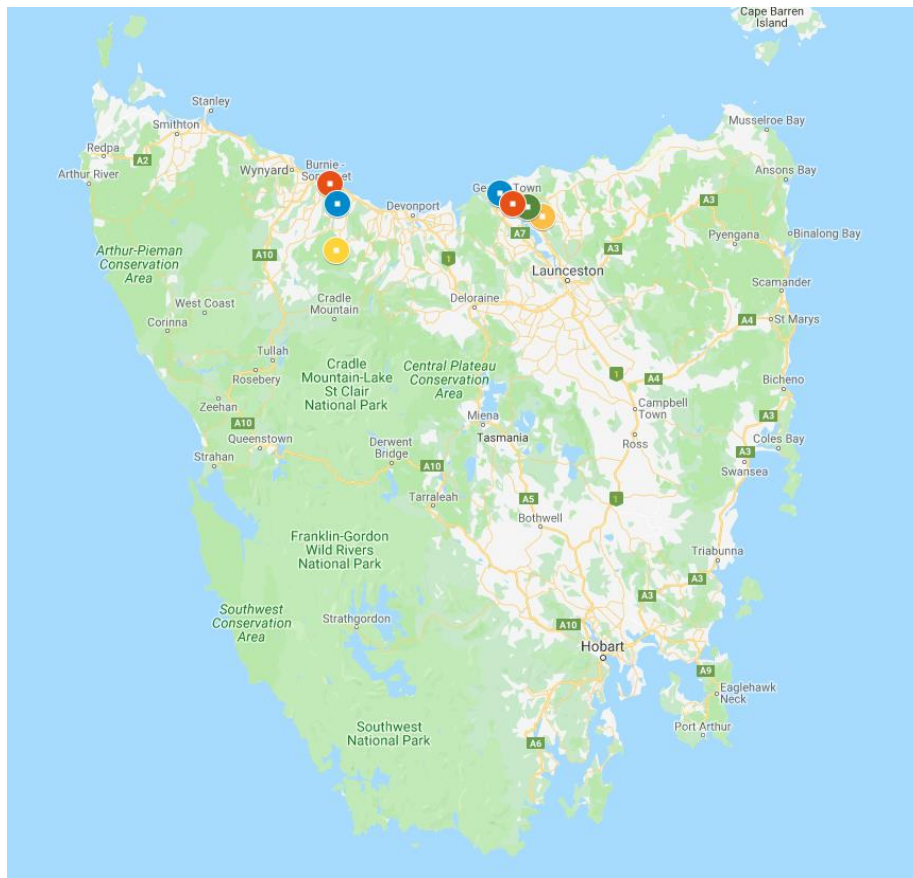 Cape Barren
Island
Stanley
Smithton
Musselroe Bay
Redpa
A2
Burnie -
Wynyard
Arthur River
Ansons Bay
Ge
Town
Devonport
A3
A7
Binalong Bay
Pyengana
Arthur-Pieman
Conservation
Area
A10
A3
1
Launceston
Scamander
Cradle
Mountain
Deloraine
West Coast
Corinna
A4
St Marys
Tullah
Rosebery
Cradle
Mountain-Lake
St Clair
National Park
Central Plateau
Conservation
Area
1
A4
Bicheno
Zeehan
A10
Campbell
Town
Miena
A3
Queenstown
Derwent
Bridge
Tasmania
Ross
Coles Bay
A3
Strahan
A10
Swansea
Tarraleah
A5
1
Bothwell
Franklin-Gordon
Wild Rivers
National Park
Triabunna
A3
A3
Southwest
Conservation
Area
Strathgordon
A10
Hobart
A9
Eaglehawk
Neck
Southwest
National Park
Port Arthur
A6